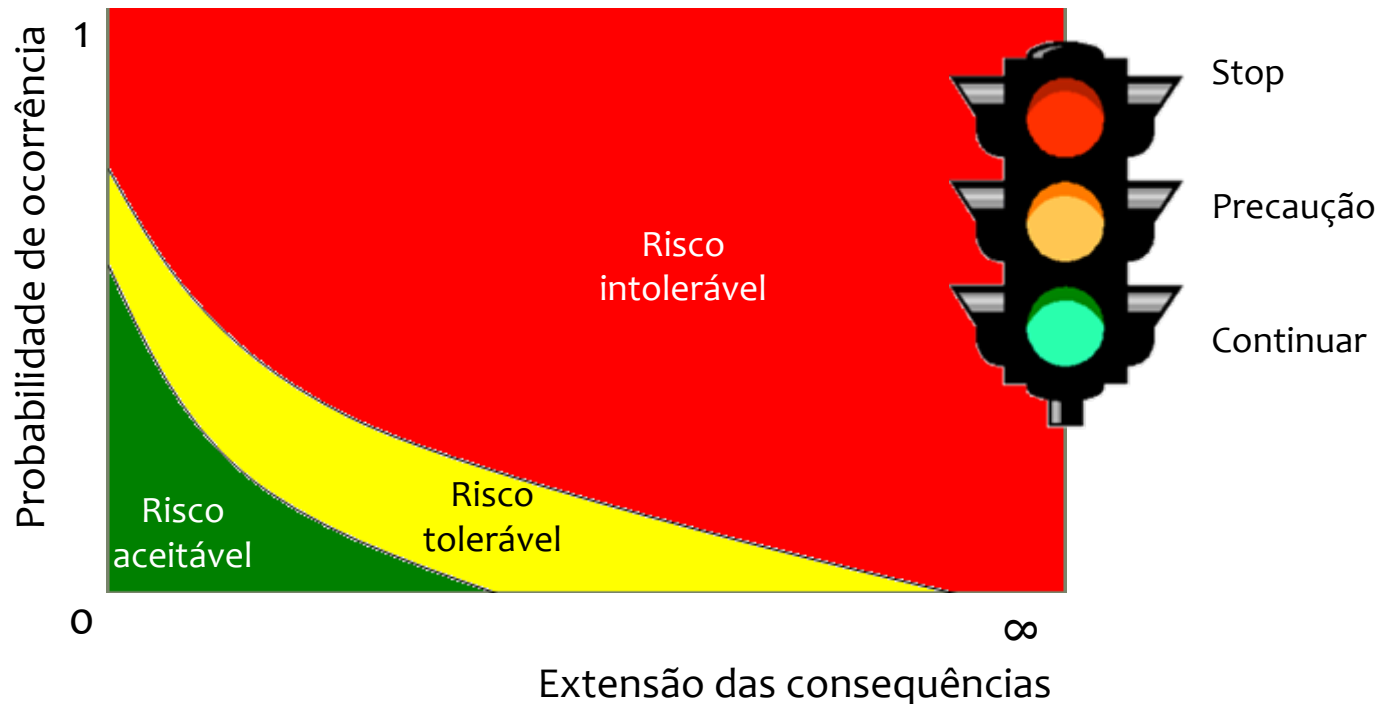 Probabilidade de ocorrência
1
Risco
intolerável
Risco
tolerável
Risco
aceitável
0
∞
Extensão das consequências
Stop
Precaução
Continuar